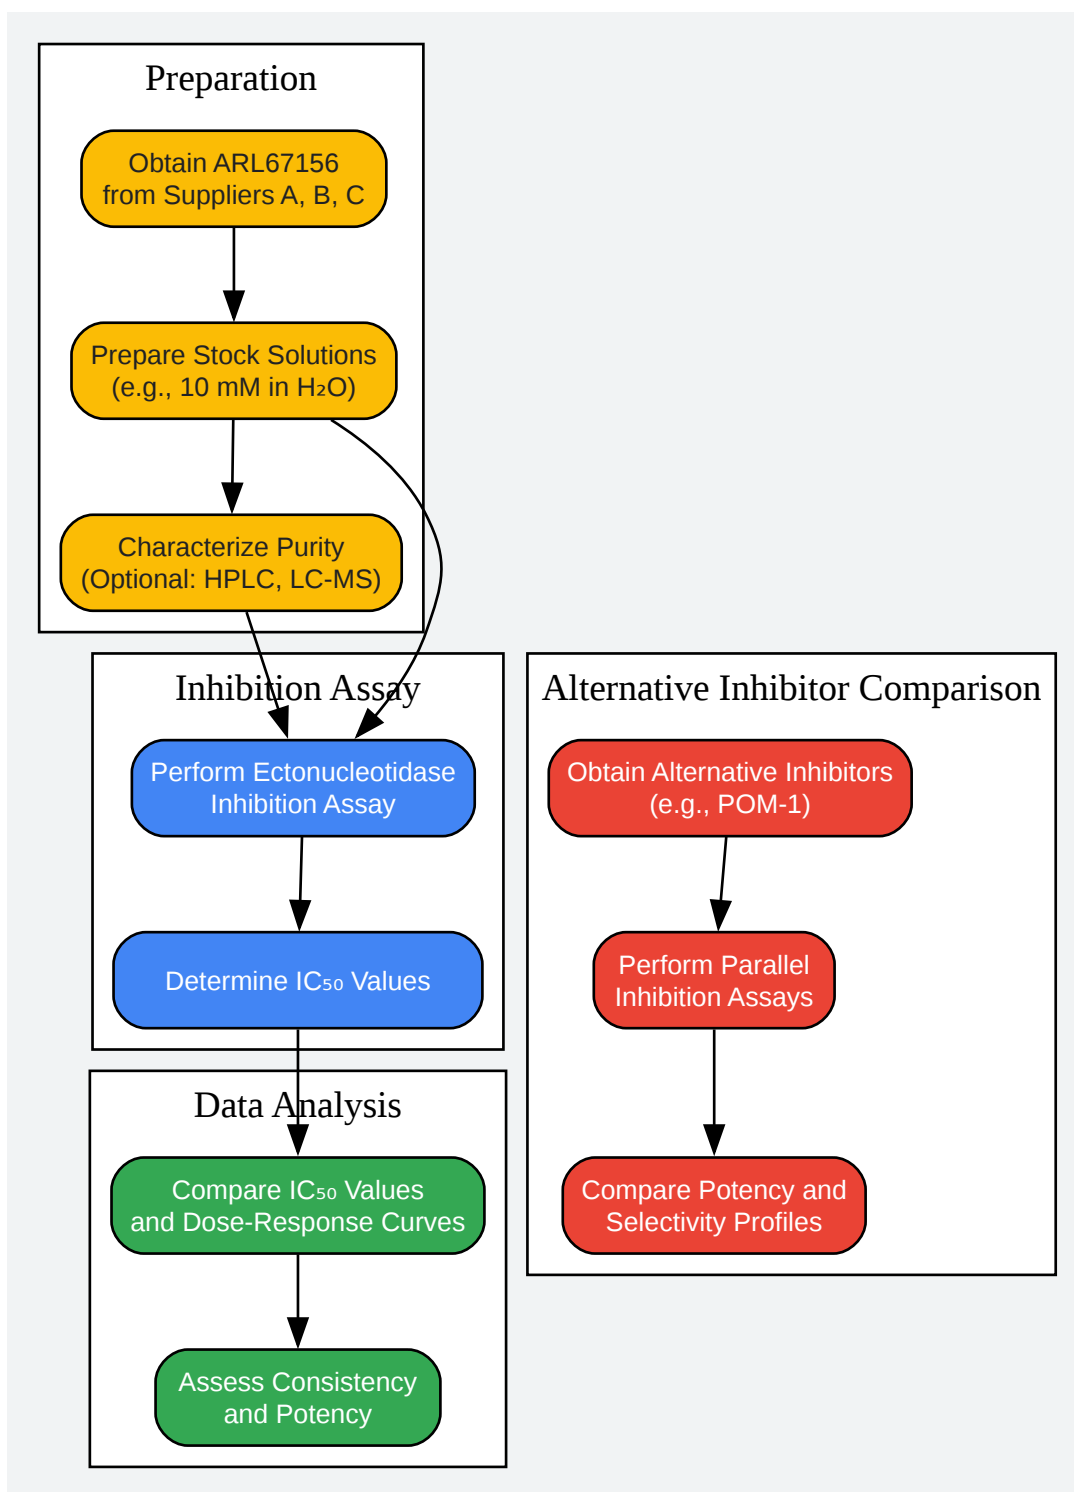 Preparation
Obtain ARL67156
from Suppliers A, B, C
Prepare Stock Solutions
(e.g., 10 mM in H₂O)
Characterize Purity
(Optional: HPLC, LC-MS)
Inhibition Assay
Perform Ectonucleotidase
Inhibition Assay
Determine IC₅₀ Values
Data Analysis
Compare IC₅₀ Values
and Dose-Response Curves
Assess Consistency
and Potency
Alternative Inhibitor Comparison
Obtain Alternative Inhibitors
(e.g., POM-1)
Perform Parallel
Inhibition Assays
Compare Potency and
Selectivity Profiles